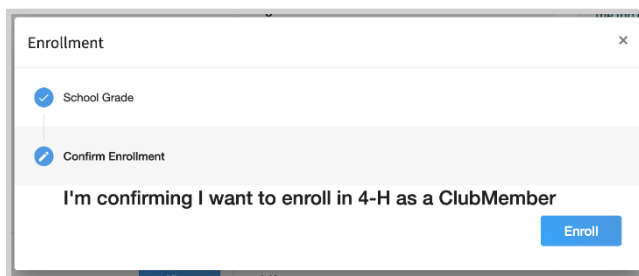 Enrollment
×
School Grade
Confirm Enrollment
I'm confirming I want to enroll in 4-H as a ClubMember
Enroll